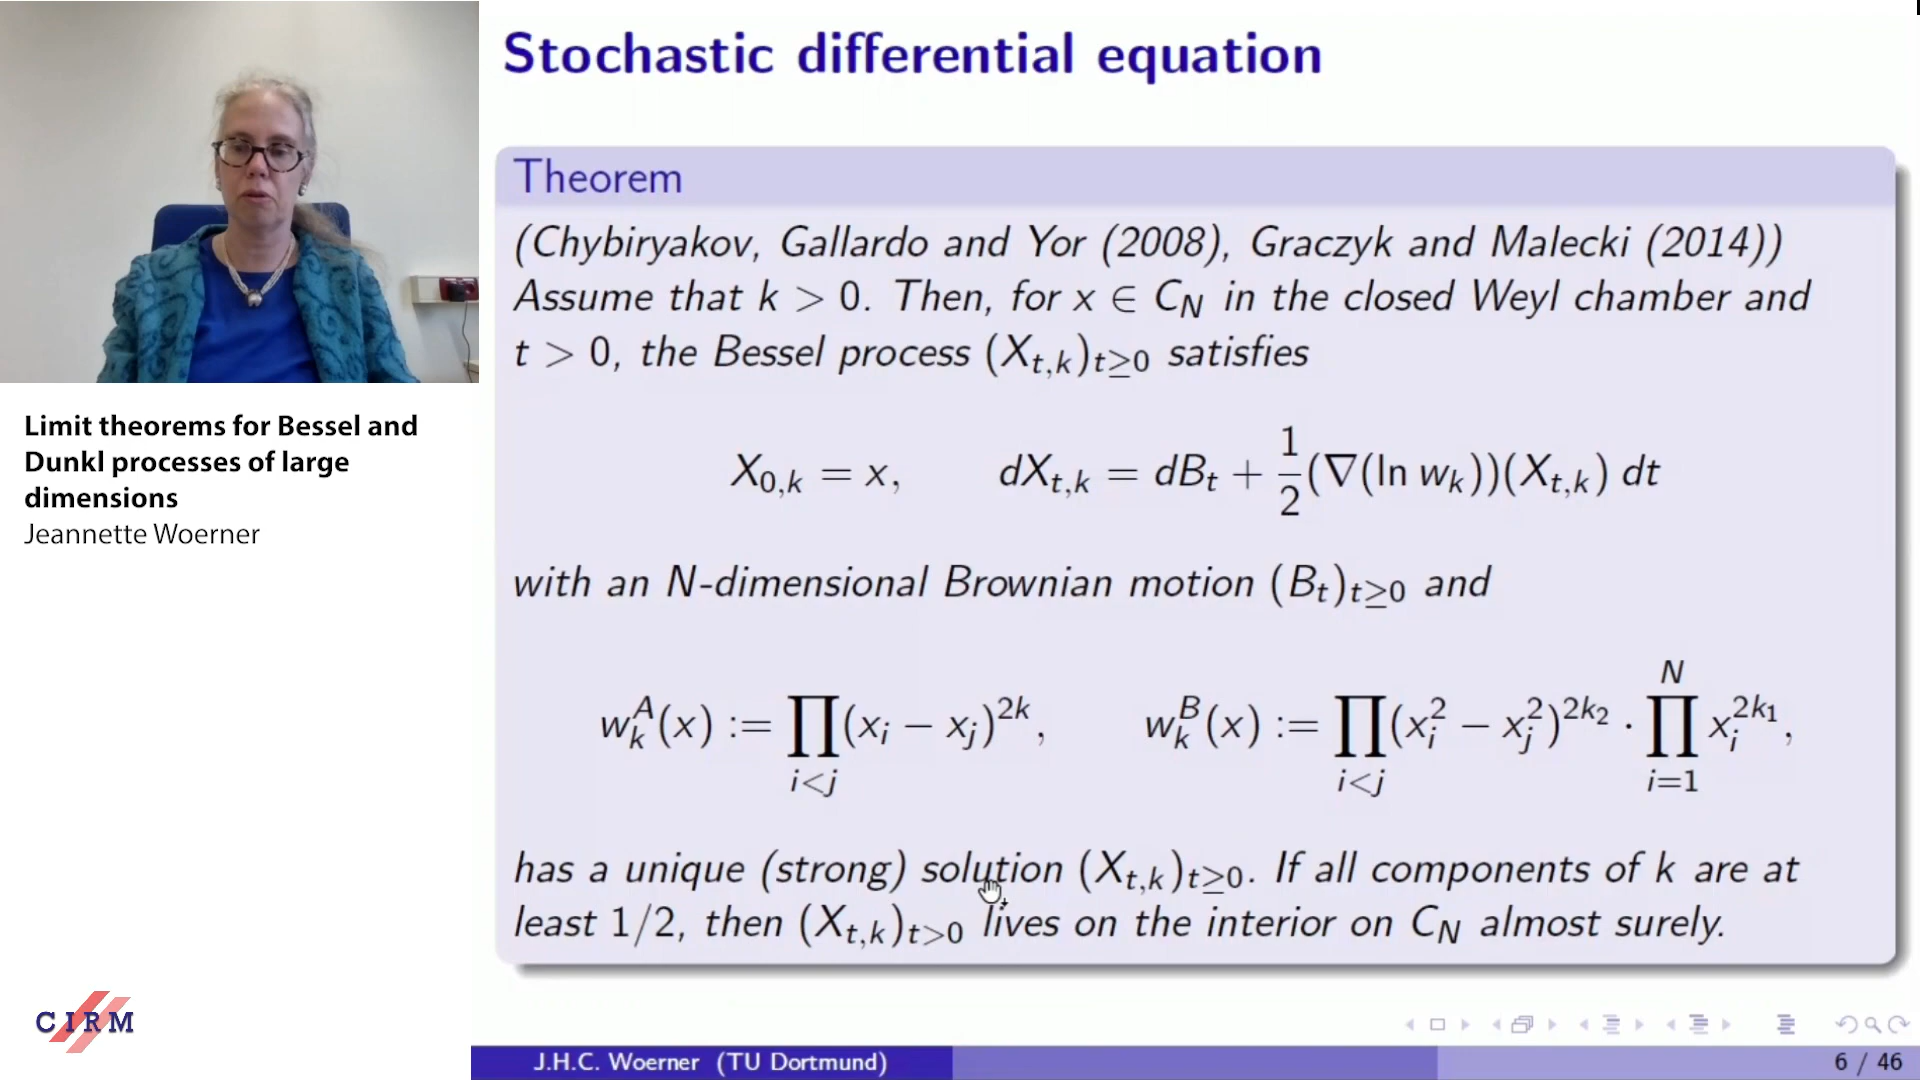 Stochastic differential equation
Theorem
(Chybiryakov, Gallardo and Yor (2008), Graczyk and Malecki (2014))
Assume that k > 0. Then, for x ∈ C_N in the closed Weyl chamber and
t > 0, the Bessel process (X_{t,k})_{t≥0} satisfies
X_{0,k} = x, dX_{t,k} = dB_t + 1/2 (∇(ln w_k))(X_{t,k}) dt
with an N-dimensional Brownian motion (B_t)_{t≥0} and
w_k^A(x) := ∏_{i<j} (x_i − x_j)^{2k}, w_k^B(x) := ∏_{i<j} (x_i^2 − x_j^2)^{2k_2} · ∏_{i=1}^{N} x_i^{2k_1},
has a unique (strong) solution (X_{t,k})_{t≥0}. If all components of k are at
least 1/2, then (X_{t,k})_{t>0} lives on the interior on C_N almost surely.
Limit theorems for Bessel and
Dunkl processes of large
dimensions
Jeannette Woerner
CIRM
J.H.C. Woerner (TU Dortmund)
6 / 46